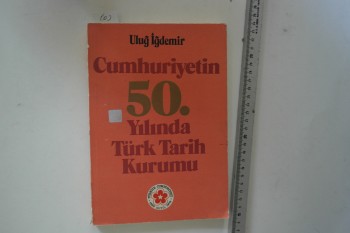 Uluğ İğdemir
Cumhuriyetin
50.
Yılında
Türk Tarih
Kurumu